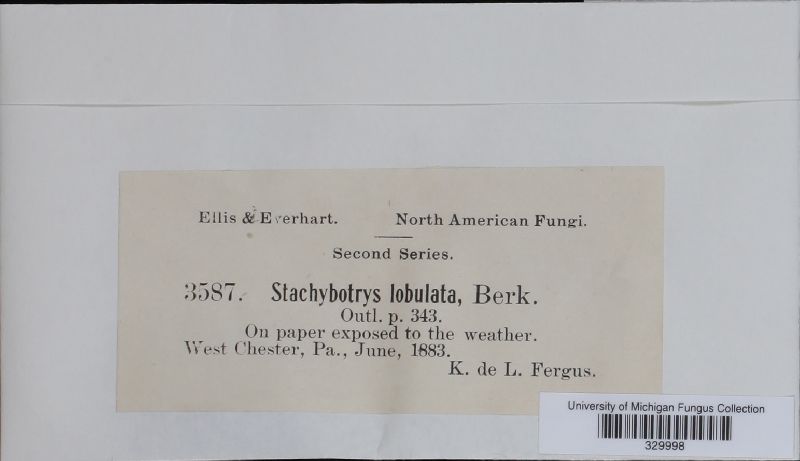 Ellis & Everhart. North American Fungi.
Second Series.
3587. Stachybotrys lobulata, Berk.
Outl. p. 343.
On paper exposed to the weather.
West Chester, Pa., June, 1883.
K. de L. Fergus.
University of Michigan Fungus Collection
329998